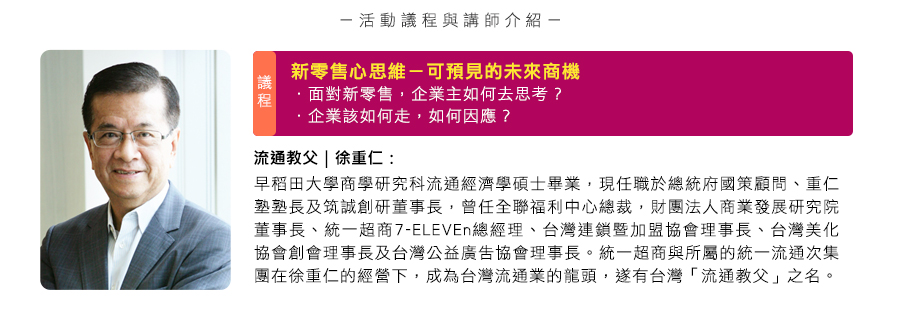 －活動議程與講師介紹－
議程
新零售心思維－可預見的未來商機
．面對新零售，企業主如何去思考？
．企業該如何走，如何因應？
流通教父｜徐重仁：
早稻田大學商學研究科流通經濟學碩士畢業，現任職於總統府國策顧問、重仁
塾塾長及筑誠創研董事長，曾任全聯福利中心總裁，財團法人商業發展研究院
董事長、統一超商7-ELEVEn總經理、台灣連鎖暨加盟協會理事長、台灣美化
協會創會理事長及台灣公益廣告協會理事長。統一超商與所屬的統一流通次集
團在徐重仁的經營下，成為台灣流通業的龍頭，遂有台灣「流通教父」之名。